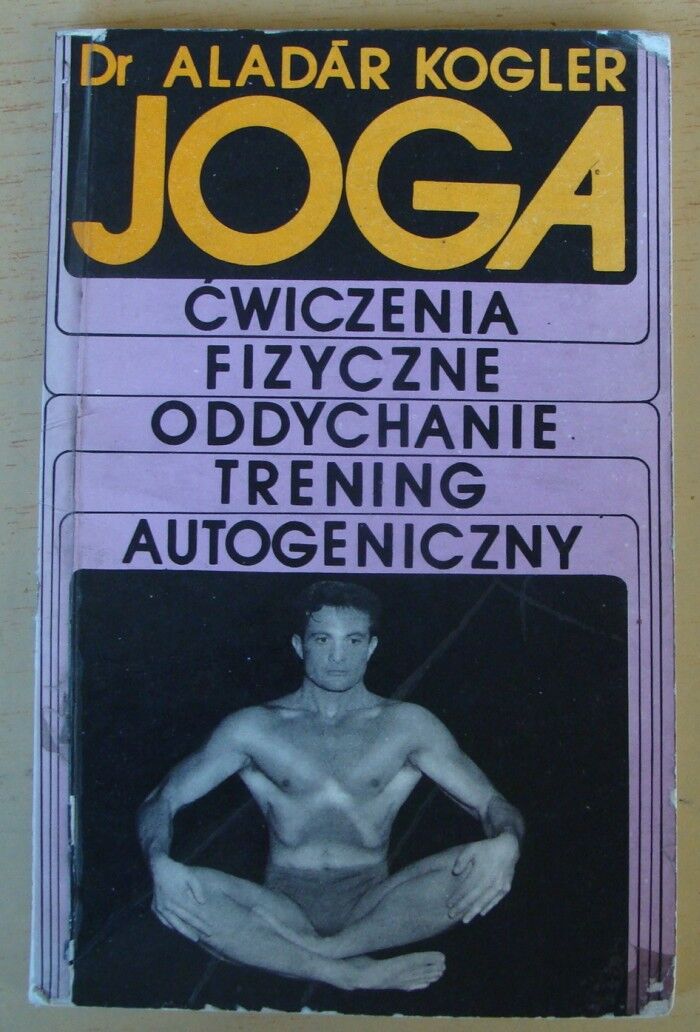 Dr ALADÁR KOGLER
JOGA
ĆWICZENIA
FIZYCZNE
ODDYCHANIE
TRENING
AUTOGENICZNY